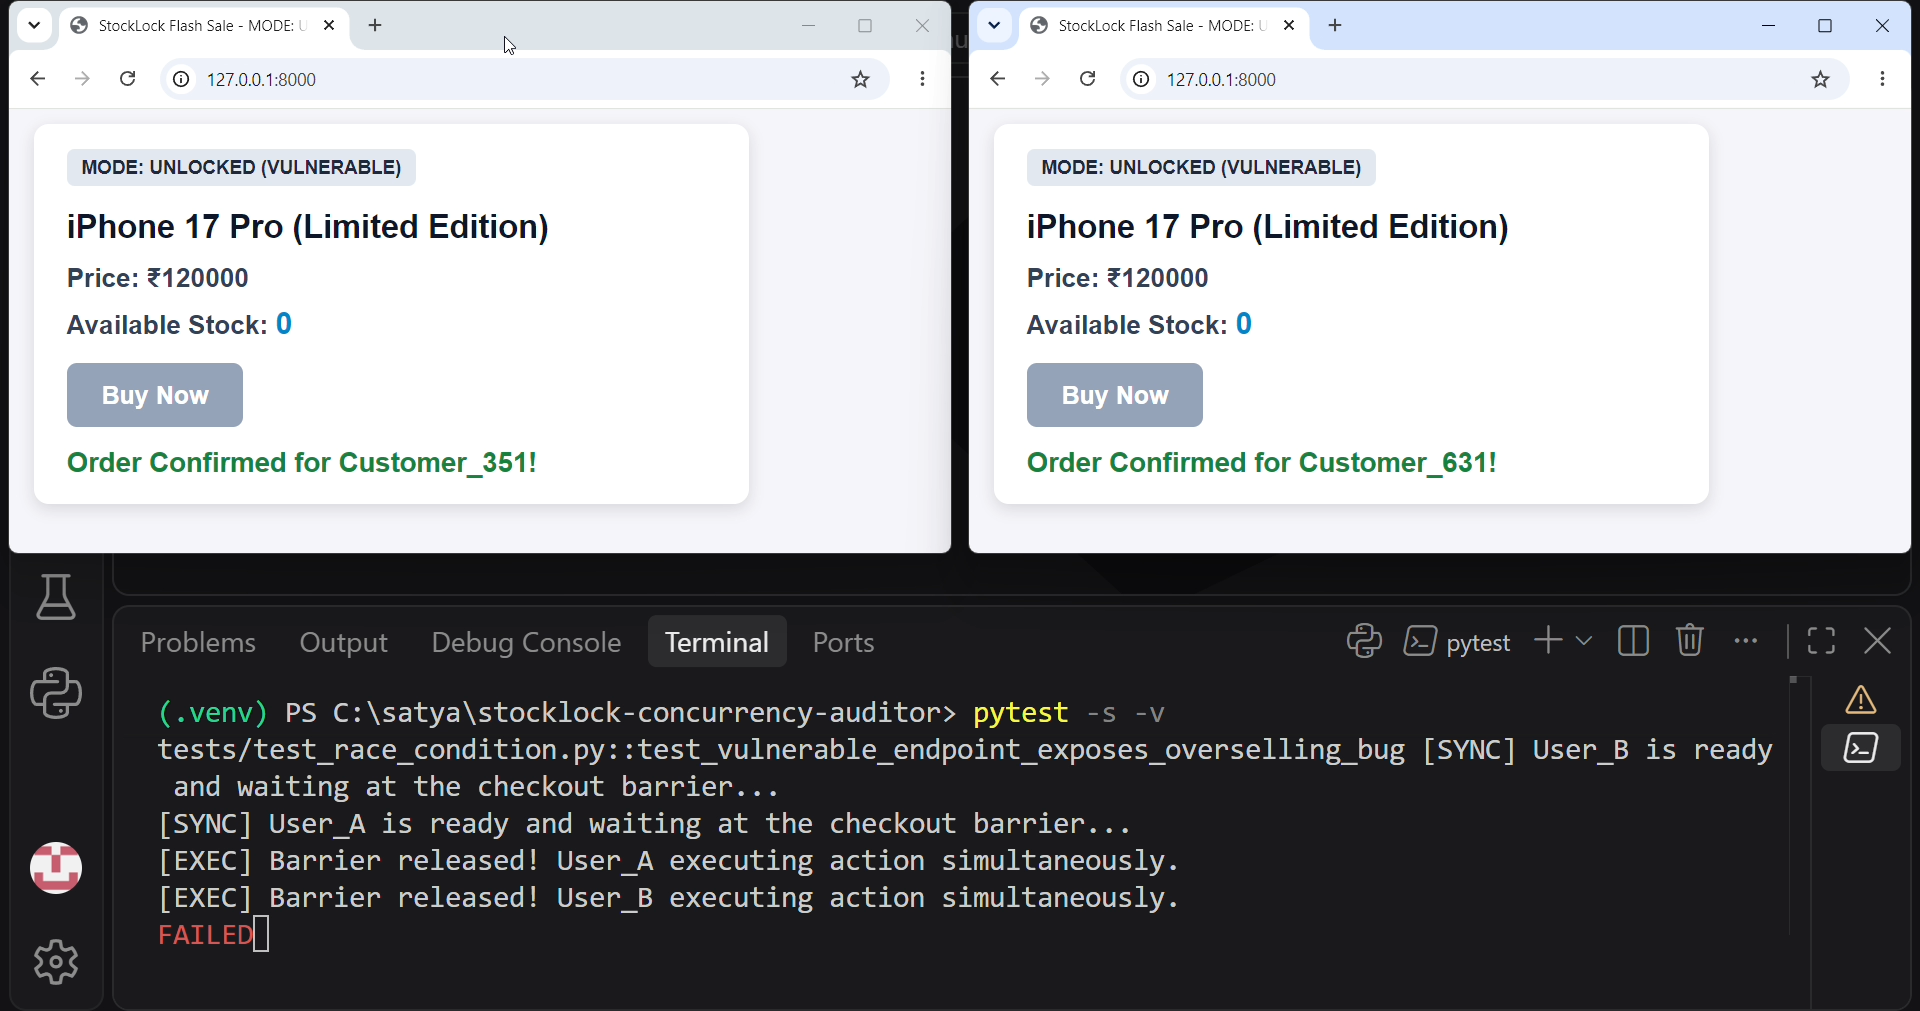 StockLock Flash Sale - MODE: U
127.0.0.1:8000
MODE: UNLOCKED (VULNERABLE)
iPhone 17 Pro (Limited Edition)
Price: ₹120000
Available Stock: 0
Buy Now
Order Confirmed for Customer_351!
StockLock Flash Sale - MODE: U
127.0.0.1:8000
MODE: UNLOCKED (VULNERABLE)
iPhone 17 Pro (Limited Edition)
Price: ₹120000
Available Stock: 0
Buy Now
Order Confirmed for Customer_631!
Problems Output Debug Console Terminal Ports pytest
(.venv) PS C:\satya\stocklock-concurrency-auditor> pytest -s -v
tests/test_race_condition.py::test_vulnerable_endpoint_exposes_overselling_bug [SYNC] User_B is ready
and waiting at the checkout barrier...
[SYNC] User_A is ready and waiting at the checkout barrier...
[EXEC] Barrier released! User_A executing action simultaneously.
[EXEC] Barrier released! User_B executing action simultaneously.
FAILED